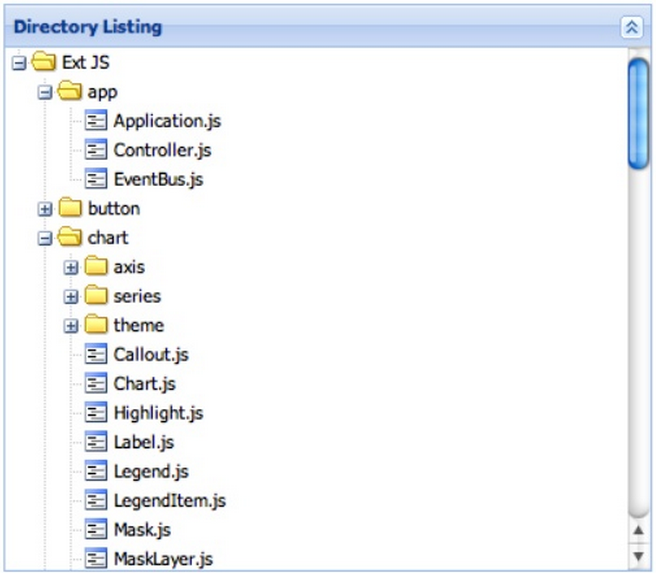 Directory Listing
Ext JS
app
Application.js
Controller.js
EventBus.js
button
chart
axis
series
theme
Callout.js
Chart.js
Highlight.js
Label.js
Legend.js
LegendItem.js
Mask.js
MaskLayer.js